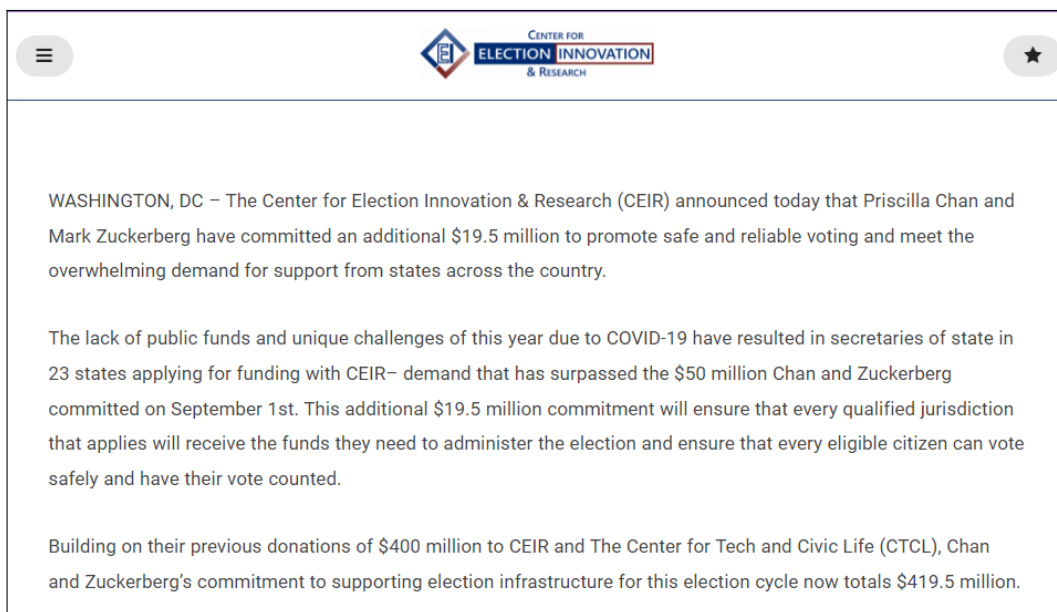 CENTER FOR
ELECTION INNOVATION
& RESEARCH
WASHINGTON, DC – The Center for Election Innovation & Research (CEIR) announced today that Priscilla Chan and
Mark Zuckerberg have committed an additional $19.5 million to promote safe and reliable voting and meet the
overwhelming demand for support from states across the country.
The lack of public funds and unique challenges of this year due to COVID-19 have resulted in secretaries of state in
23 states applying for funding with CEIR– demand that has surpassed the $50 million Chan and Zuckerberg
committed on September 1st. This additional $19.5 million commitment will ensure that every qualified jurisdiction
that applies will receive the funds they need to administer the election and ensure that every eligible citizen can vote
safely and have their vote counted.
Building on their previous donations of $400 million to CEIR and The Center for Tech and Civic Life (CTCL), Chan
and Zuckerberg’s commitment to supporting election infrastructure for this election cycle now totals $419.5 million.